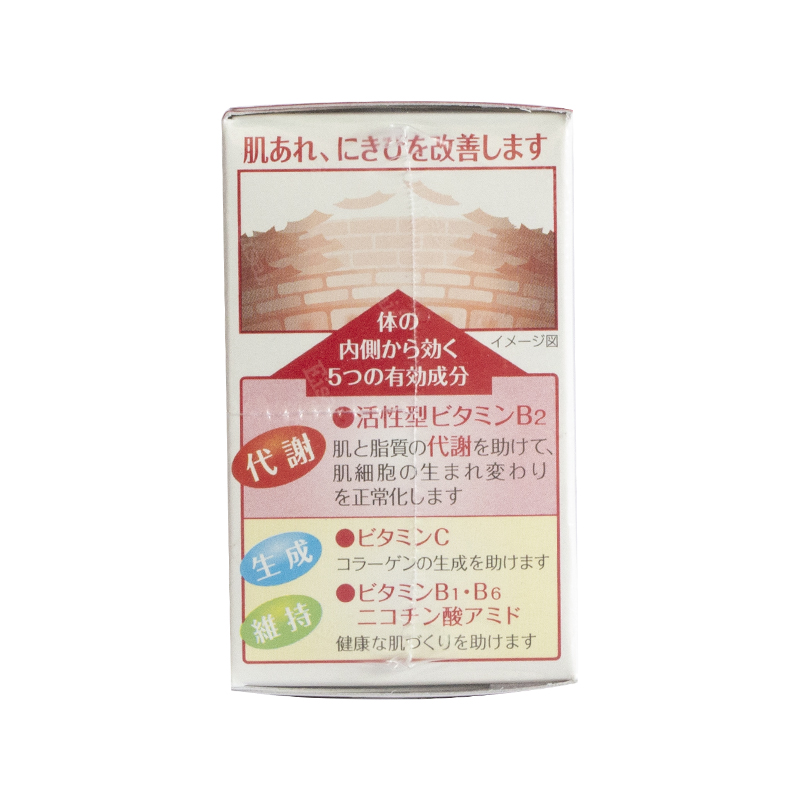 肌あれ、にきびを改善します
イメージ図
体の
内側から効く
5つの有効成分
代謝
●活性型ビタミンB2
肌と脂質の代謝を助けて、
肌細胞の生まれ変わり
を正常化します
生成
●ビタミンC
コラーゲンの生成を助けます
維持
●ビタミンB1・B6
ニコチン酸アミド
健康な肌づくりを助けます